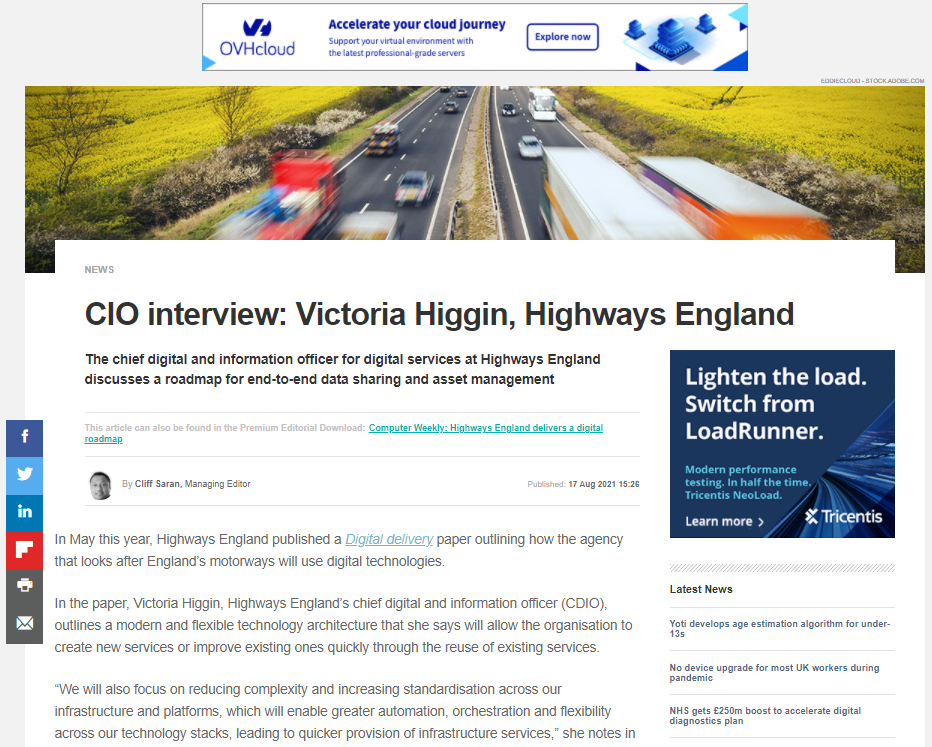 OVHcloud
Accelerate your cloud journey
Support your virtual environment with
the latest professional-grade servers
Explore now
EDDIECLOUD - STOCK.ADOBE.COM
NEWS
CIO interview: Victoria Higgin, Highways England
The chief digital and information officer for digital services at Highways England
discusses a roadmap for end-to-end data sharing and asset management
This article can also be found in the Premium Editorial Download: Computer Weekly: Highways England delivers a digital
roadmap
By Cliff Saran, Managing Editor
Published: 17 Aug 2021 15:26
In May this year, Highways England published a Digital delivery paper outlining how the agency
that looks after England’s motorways will use digital technologies.
In the paper, Victoria Higgin, Highways England’s chief digital and information officer (CDIO),
outlines a modern and flexible technology architecture that she says will allow the organisation to
create new services or improve existing ones quickly through the reuse of existing services.
“We will also focus on reducing complexity and increasing standardisation across our
infrastructure and platforms, which will enable greater automation, orchestration and flexibility
across our technology stacks, leading to quicker provision of infrastructure services,” she notes in
Lighten the load.
Switch from
LoadRunner.
Modern performance
testing. In half the time.
Tricentis NeoLoad.
Learn more
Tricentis
Latest News
Yoti develops age estimation algorithm for under-
13s
No device upgrade for most UK workers during
pandemic
NHS gets £250m boost to accelerate digital
diagnostics plan